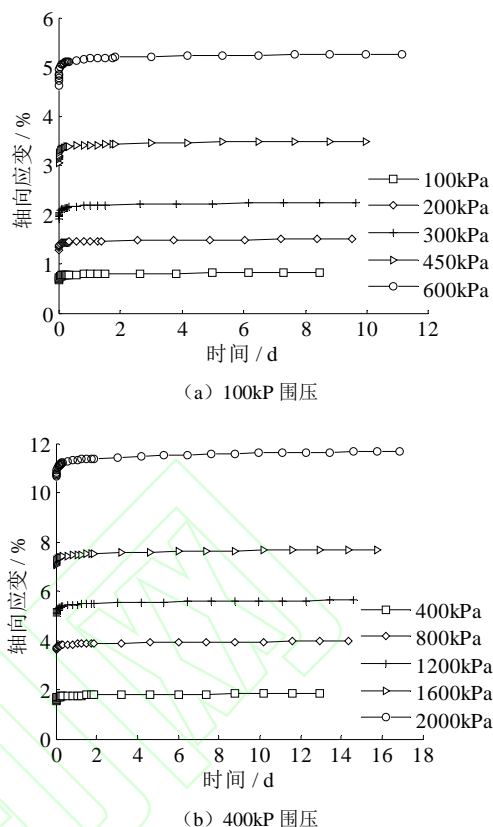 6
5
4
3
2
1
0
轴向应变 / %
100kPa
200kPa
300kPa
450kPa
600kPa
0 2 4 6 8 10 12
时间 / d
（a）100kP 围压
12
10
8
6
4
2
0
轴向应变 / %
400kPa
800kPa
1200kPa
1600kPa
2000kPa
0 2 4 6 8 10 12 14 16 18
时间 / d
（b）400kP 围压